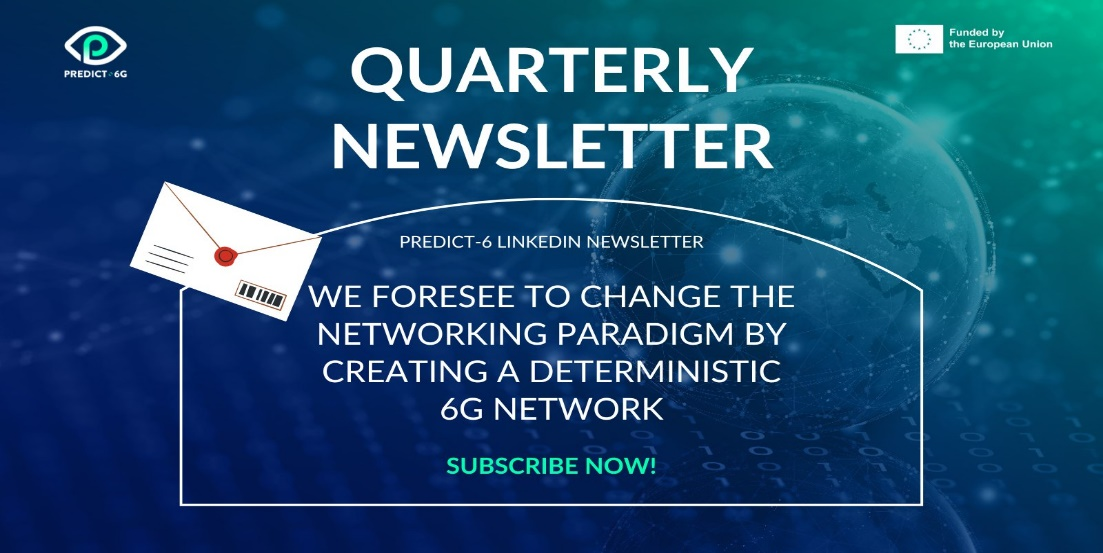 PREDICT-6G
Funded by
the European Union
QUARTERLY
NEWSLETTER
PREDICT-6 LINKEDIN NEWSLETTER
WE FORESEE TO CHANGE THE
NETWORKING PARADIGM BY
CREATING A DETERMINISTIC
6G NETWORK
SUBSCRIBE NOW!